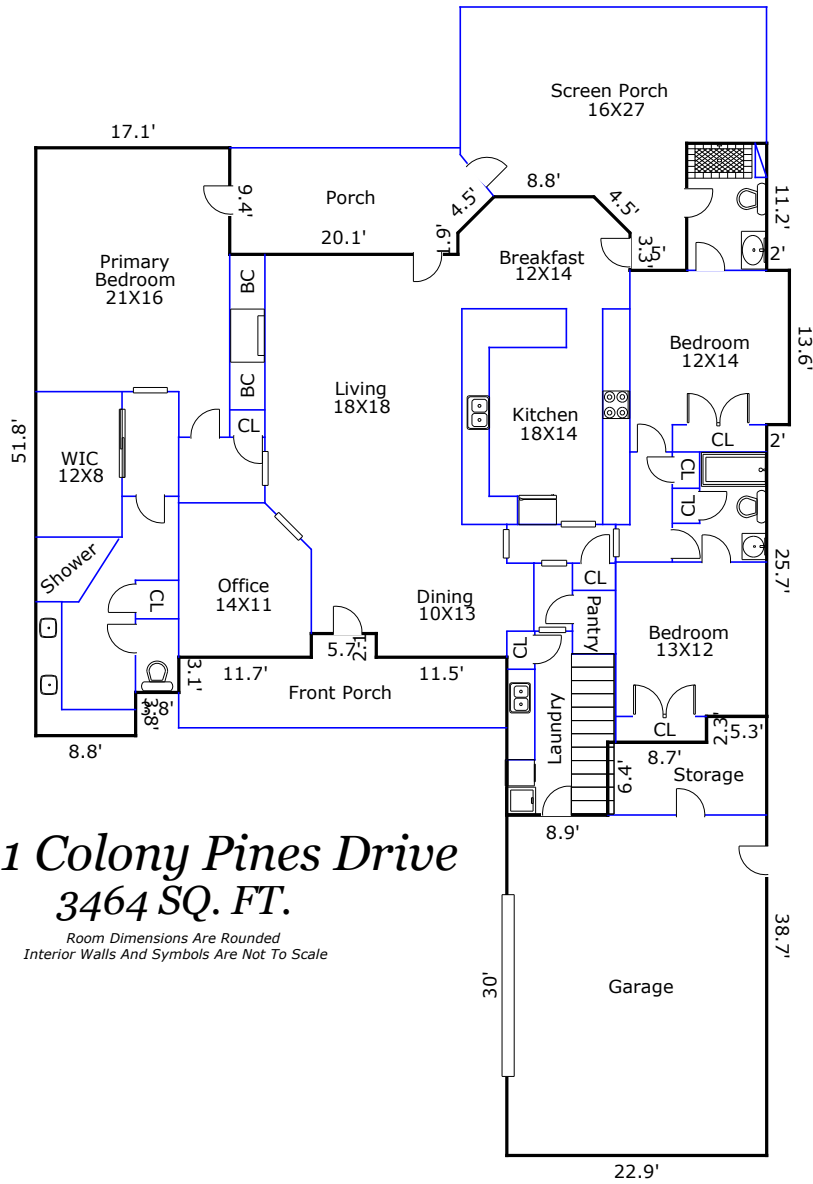 Screen Porch
16X27
17.1'
8.8'
4.5'
4.5'
9.4'
Porch
11.2'
20.1'
1.9'
3.3'
5'
2'
Breakfast
12X14
Primary
Bedroom
21X16
BC
Bedroom
12X14
13.6'
Living
18X18
BC
Kitchen
18X14
CL
CL
2'
51.8'
WIC
12X8
CL
CL
Shower
25.7'
Office
14X11
Dining
10X13
CL
CL
Pantry
Bedroom
13X12
5.7'
2.1'
CL
3.1'
11.7'
11.5'
Front Porch
3.8'
3.8'
8.8'
Laundry
CL
2.3'
5.3'
8.7'
6.4'
Storage
8.9'
1 Colony Pines Drive
3464 SQ. FT.
Room Dimensions Are Rounded
Interior Walls And Symbols Are Not To Scale
38.7'
30'
Garage
22.9'